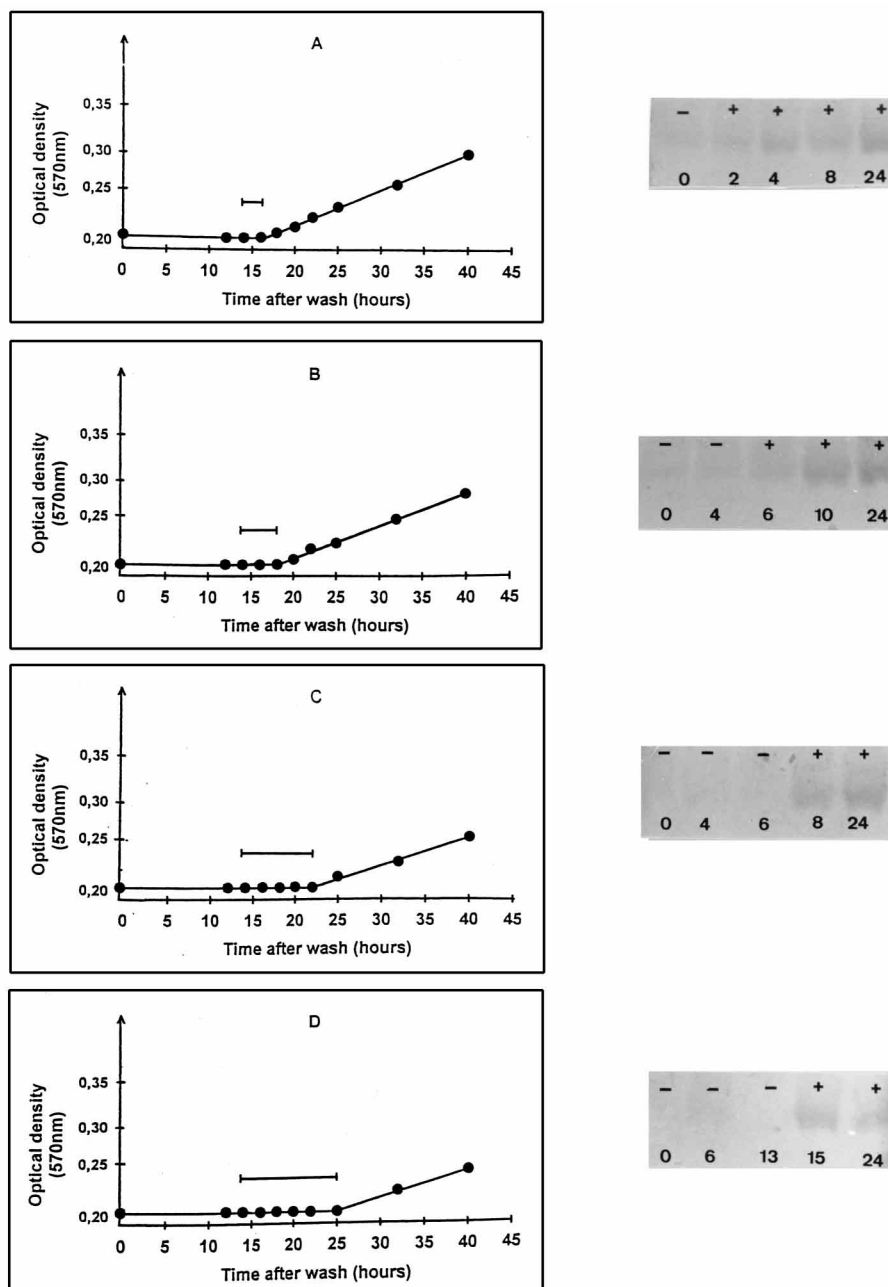 A
Optical density
(570nm)
0,35
0,30
0,25
0,20
0 5 10 15 20 25 30 35 40 45
Time after wash (hours)
− + + + +
0 2 4 8 24
B
Optical density
(570nm)
0,35
0,30
0,25
0,20
0 5 10 15 20 25 30 35 40 45
Time after wash (hours)
− − + + +
0 4 6 10 24
C
Optical density
(570nm)
0,35
0,30
0,25
0,20
0 5 10 15 20 25 30 35 40 45
Time after wash (hours)
− − − + +
0 4 6 8 24
D
Optical density
(570nm)
0,35
0,30
0,25
0,20
0 5 10 15 20 25 30 35 40 45
Time after wash (hours)
− − − + +
0 6 13 15 24